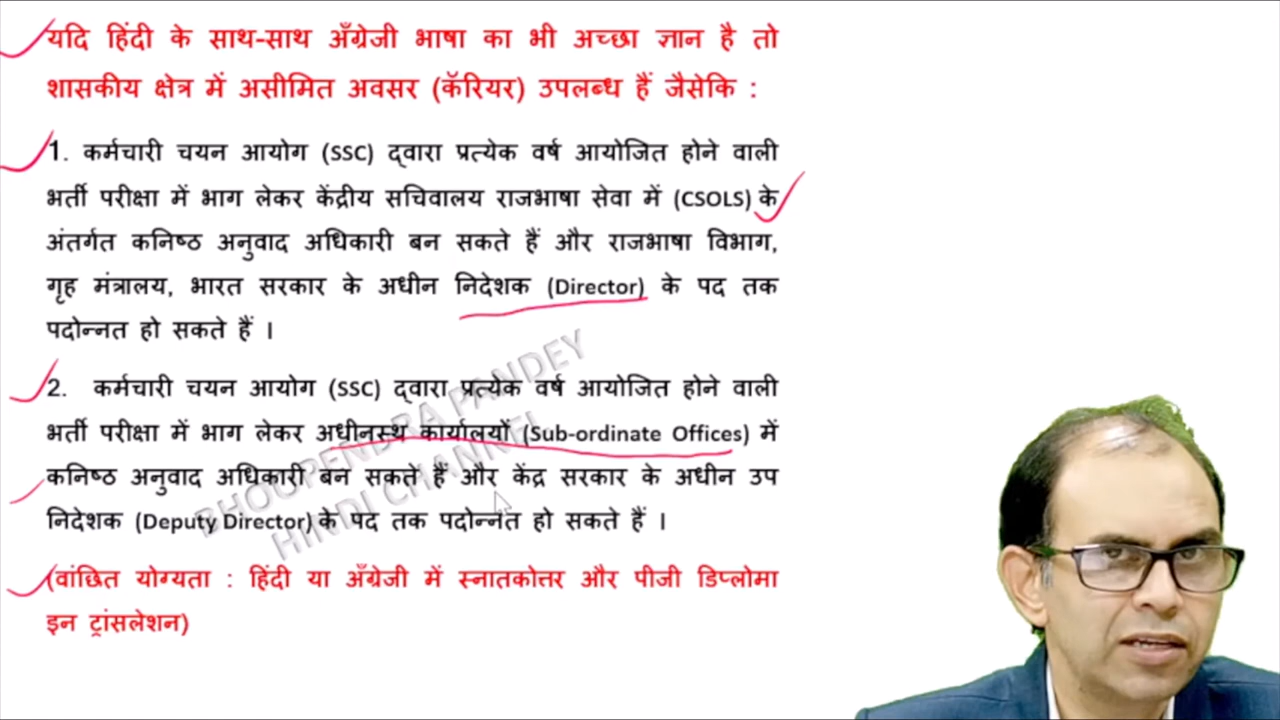 यदि हिंदी के साथ-साथ अँग्रेजी भाषा का भी अच्छा ज्ञान है तो
शासकीय क्षेत्र में असीमित अवसर (कॅरियर) उपलब्ध हैं जैसेकि :
1. कर्मचारी चयन आयोग (SSC) द्वारा प्रत्येक वर्ष आयोजित होने वाली
भर्ती परीक्षा में भाग लेकर केंद्रीय सचिवालय राजभाषा सेवा में (CSOLS) के
अंतर्गत कनिष्ठ अनुवाद अधिकारी बन सकते हैं और राजभाषा विभाग,
गृह मंत्रालय, भारत सरकार के अधीन निदेशक (Director) के पद तक
पदोन्नत हो सकते हैं ।
2. कर्मचारी चयन आयोग (SSC) द्वारा प्रत्येक वर्ष आयोजित होने वाली
भर्ती परीक्षा में भाग लेकर अधीनस्थ कार्यालयों (Sub-ordinate Offices) में
कनिष्ठ अनुवाद अधिकारी बन सकते हैं और केंद्र सरकार के अधीन उप
निदेशक (Deputy Director) के पद तक पदोन्नत हो सकते हैं ।
(वांछित योग्यता : हिंदी या अँग्रेजी में स्नातकोत्तर और पीजी डिप्लोमा
इन ट्रांसलेशन)
BHOOPENDRA PANDEY
HINDI CHANNEL